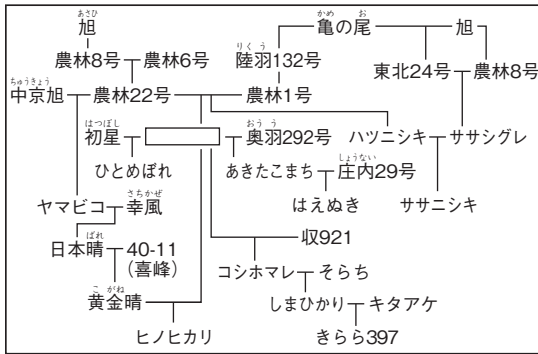 あさひ
旭
かめ お
亀の尾
旭
りく う
農林8号 農林6号 陸羽132号
東北24号 農林8号
ちゅうきょう
中京旭 農林22号 農林1号
はつぼし おう う
初星 奥羽292号 ハツニシキ ササシグレ
しょうない
ひとめぼれ あきたこまち 庄内29号
さちかぜ
ヤマビコ 幸風 はえぬき ササニシキ
ばれ
日本晴 40-11 収921
(喜峰) コシホマレ そらち
こ がね
黄金晴 しまひかり キタアケ
ヒノヒカリ きらら397